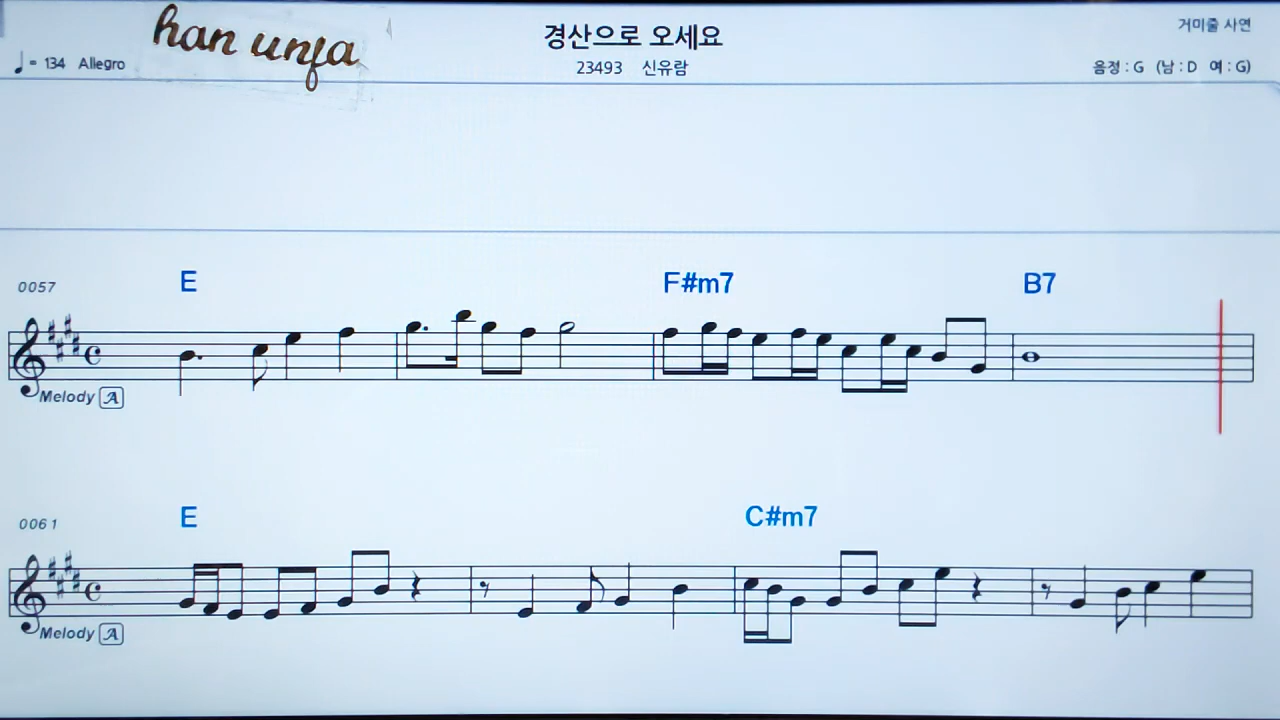 han unfa
경산으로 오세요
거미줄 사연
♩= 134 Allegro
23493 신유람
음정 : G (남 : D 여 : G)
0057
E
F#m7
B7
Melody A
0061
E
C#m7
Melody A